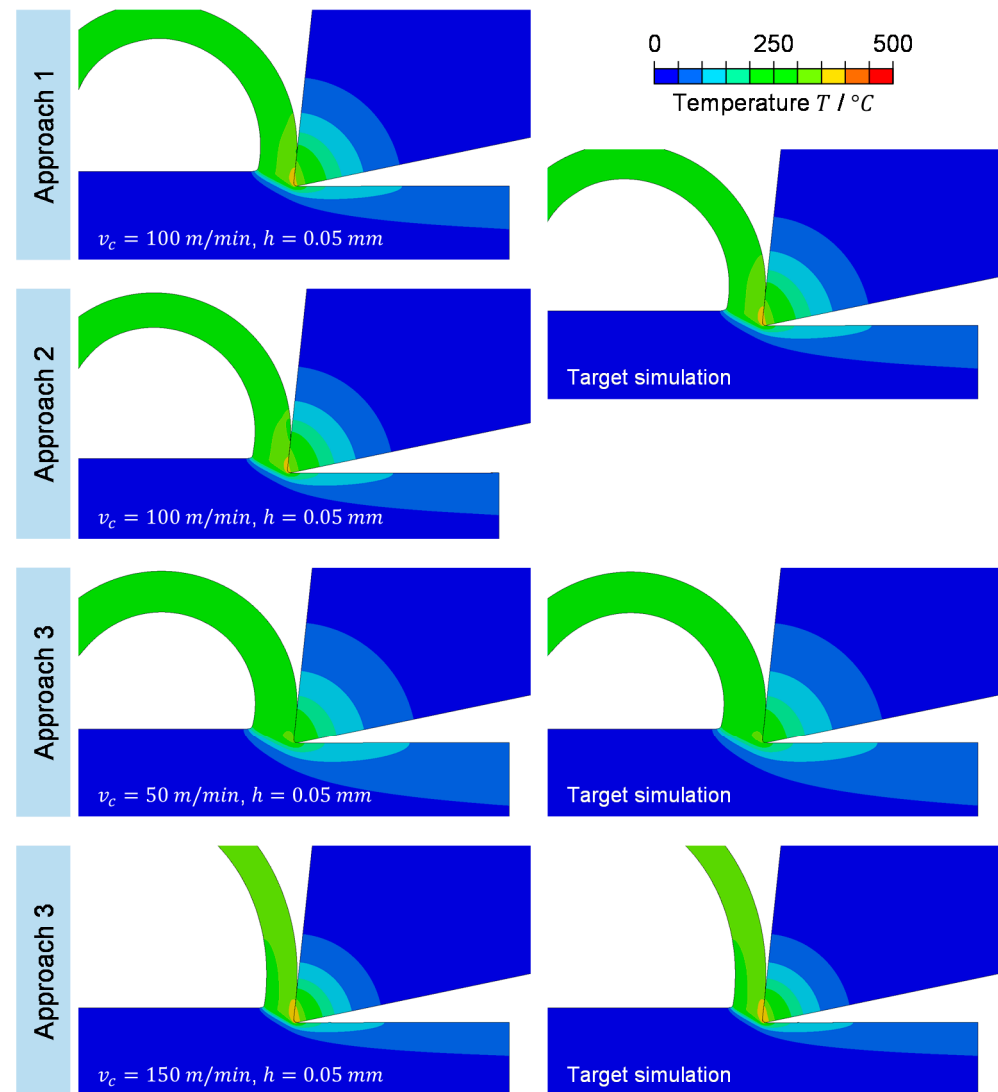 Approach 1
0 250 500
Temperature T / °C
v_c = 100 m/min, h = 0.05 mm
Target simulation
Approach 2
v_c = 100 m/min, h = 0.05 mm
Approach 3
v_c = 50 m/min, h = 0.05 mm
Target simulation
Approach 3
v_c = 150 m/min, h = 0.05 mm
Target simulation